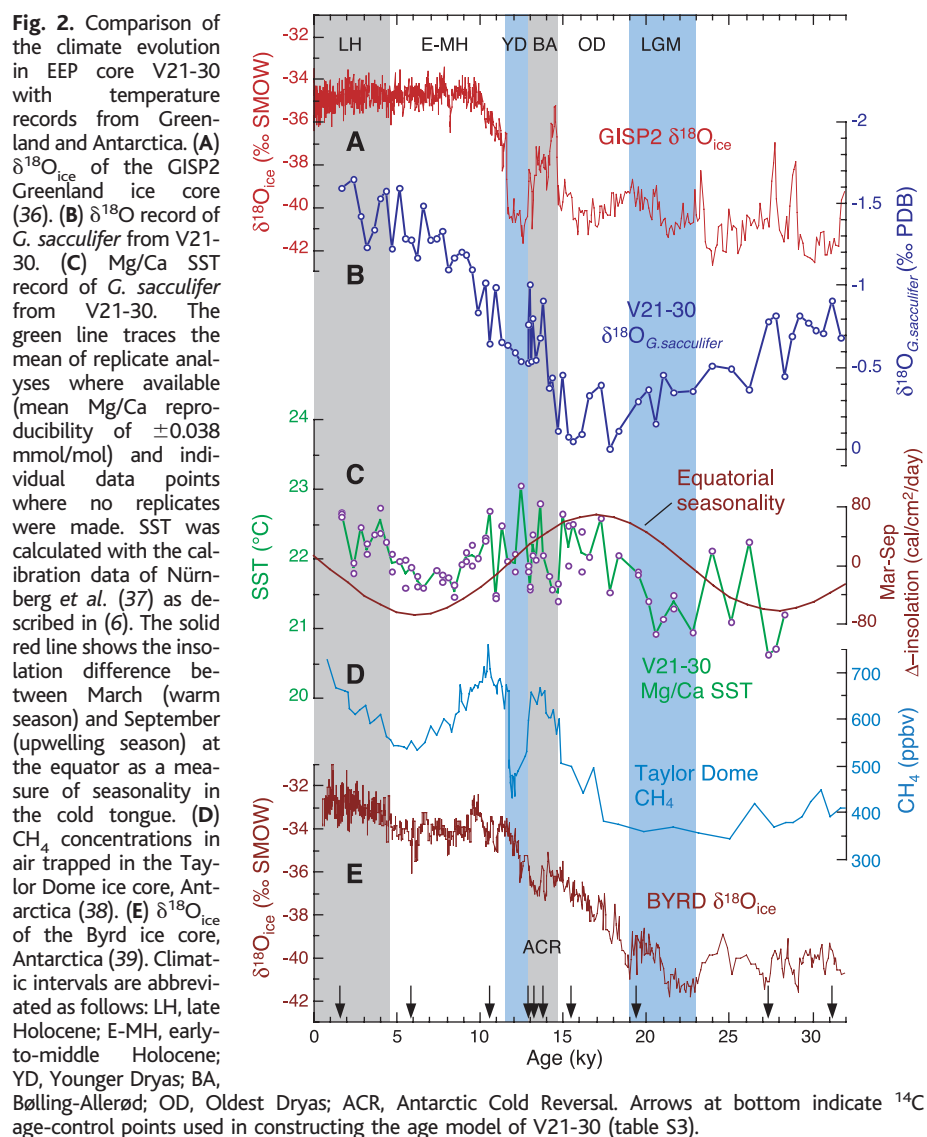 Fig. 2. Comparison of
the climate evolution
in EEP core V21-30
with temperature
records from Green-
land and Antarctica. (A)
δ18Oice of the GISP2
Greenland ice core
(36). (B) δ18O record of
G. sacculifer from V21-
30. (C) Mg/Ca SST
record of G. sacculifer
from V21-30. The
green line traces the
mean of replicate anal-
yses where available
(mean Mg/Ca repro-
ducibility of ±0.038
mmol/mol) and indi-
vidual data points
where no replicates
were made. SST was
calculated with the cal-
ibration data of Nürn-
berg et al. (37) as de-
scribed in (6). The solid
red line shows the inso-
lation difference be-
tween March (warm
season) and September
(upwelling season) at
the equator as a mea-
sure of seasonality in
the cold tongue. (D)
CH4 concentrations in
air trapped in the Tay-
lor Dome ice core, Ant-
arctica (38). (E) δ18Oice
of the Byrd ice core,
Antarctica (39). Climat-
ic intervals are abbrevi-
ated as follows: LH, late
Holocene; E-MH, early-
to-middle Holocene;
YD, Younger Dryas; BA,
Bølling-Allerød; OD, Oldest Dryas; ACR, Antarctic Cold Reversal. Arrows at bottom indicate 14C
age-control points used in constructing the age model of V21-30 (table S3).
LH E-MH YD BA OD LGM
δ18Oice (‰ SMOW)
-32
-34
-36
-38
-40
-42
A
GISP2 δ18Oice
B
V21-30
δ18OG.sacculifer
δ18OG.sacculifer (‰ PDB)
-2
-1.5
-1
-0.5
0
C
SST (°C)
24
23
22
21
20
Equatorial
seasonality
Mar-Sep
Δ-insolation (cal/cm2/day)
80
0
-80
V21-30
Mg/Ca SST
D
Taylor Dome
CH4
CH4 (ppbv)
700
600
500
400
300
E
δ18Oice (‰ SMOW)
-32
-34
-36
-38
-40
-42
BYRD δ18Oice
ACR
0 5 10 15 20 25 30
Age (ky)